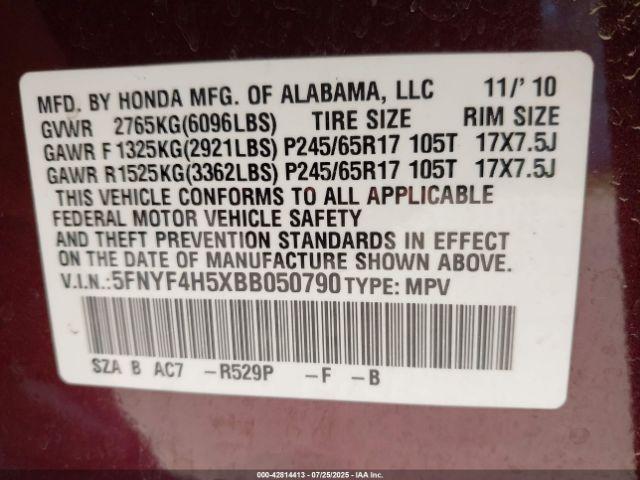 MFD. BY HONDA MFG. OF ALABAMA, LLC 11/'10
GVWR 2765KG(6096LBS) TIRE SIZE RIM SIZE
GAWR F 1325KG(2921LBS) P245/65R17 105T 17X7.5J
GAWR R1525KG(3362LBS) P245/65R17 105T 17X7.5J
THIS VEHICLE CONFORMS TO ALL APPLICABLE
FEDERAL MOTOR VEHICLE SAFETY
AND THEFT PREVENTION STANDARDS IN EFFECT
ON THE DATE OF MANUFACTURE SHOWN ABOVE.
V.I.N.:5FNYF4H5XBB050790 TYPE: MPV
SZA B AC7 -R529P -F -B
000-42814413 - 07/25/2025 - IAA Inc.